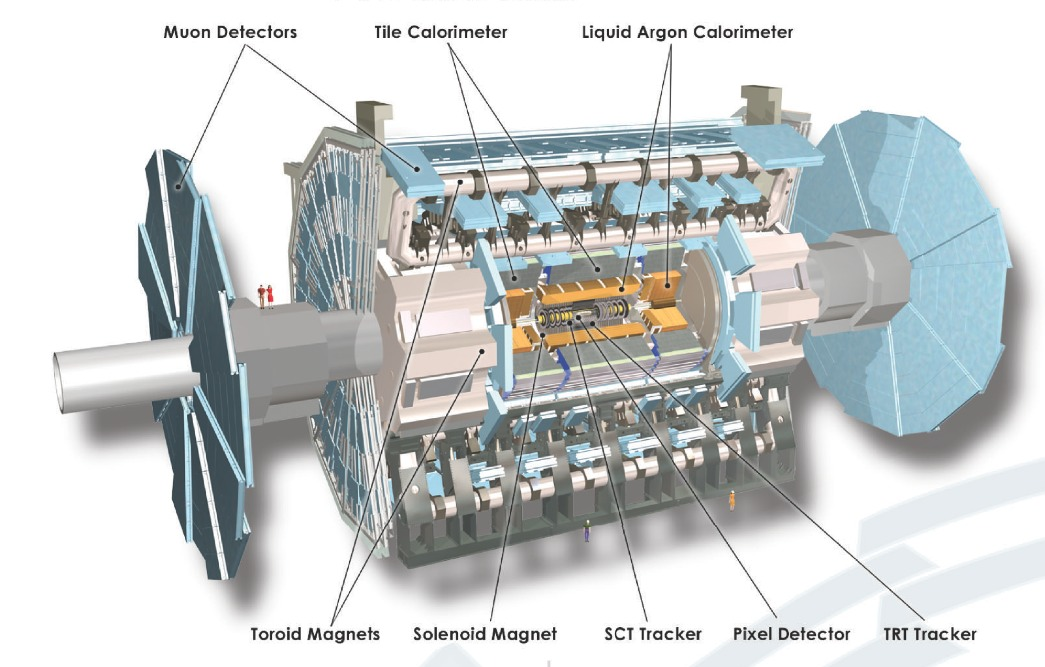 Muon Detectors
Tile Calorimeter
Liquid Argon Calorimeter
Toroid Magnets
Solenoid Magnet
SCT Tracker
Pixel Detector
TRT Tracker